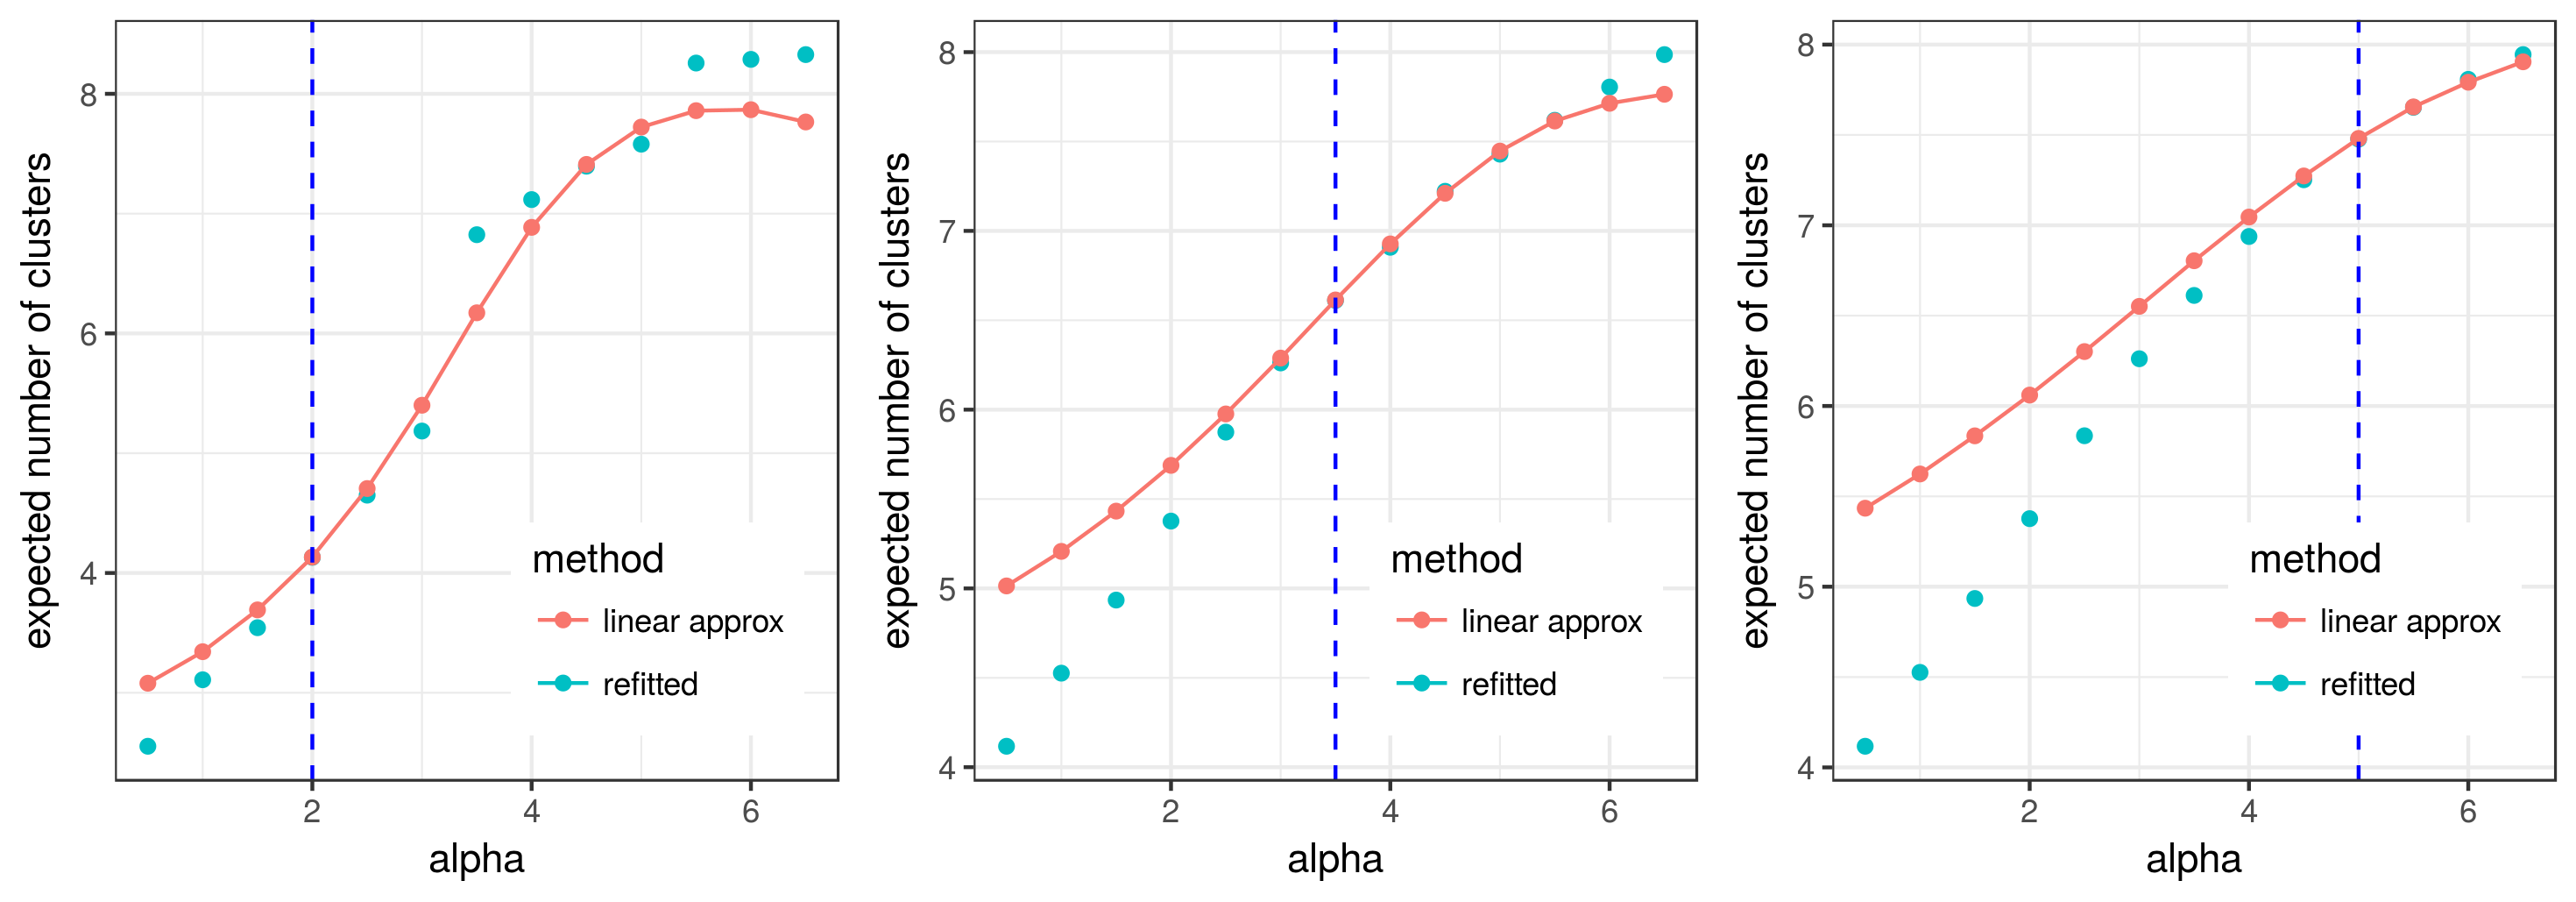 expected number of clusters
8
6
4
2
4
6
alpha
method
linear approx
refitted
expected number of clusters
8
7
6
5
4
2
4
6
alpha
method
linear approx
refitted
expected number of clusters
8
7
6
5
4
2
4
6
alpha
method
linear approx
refitted